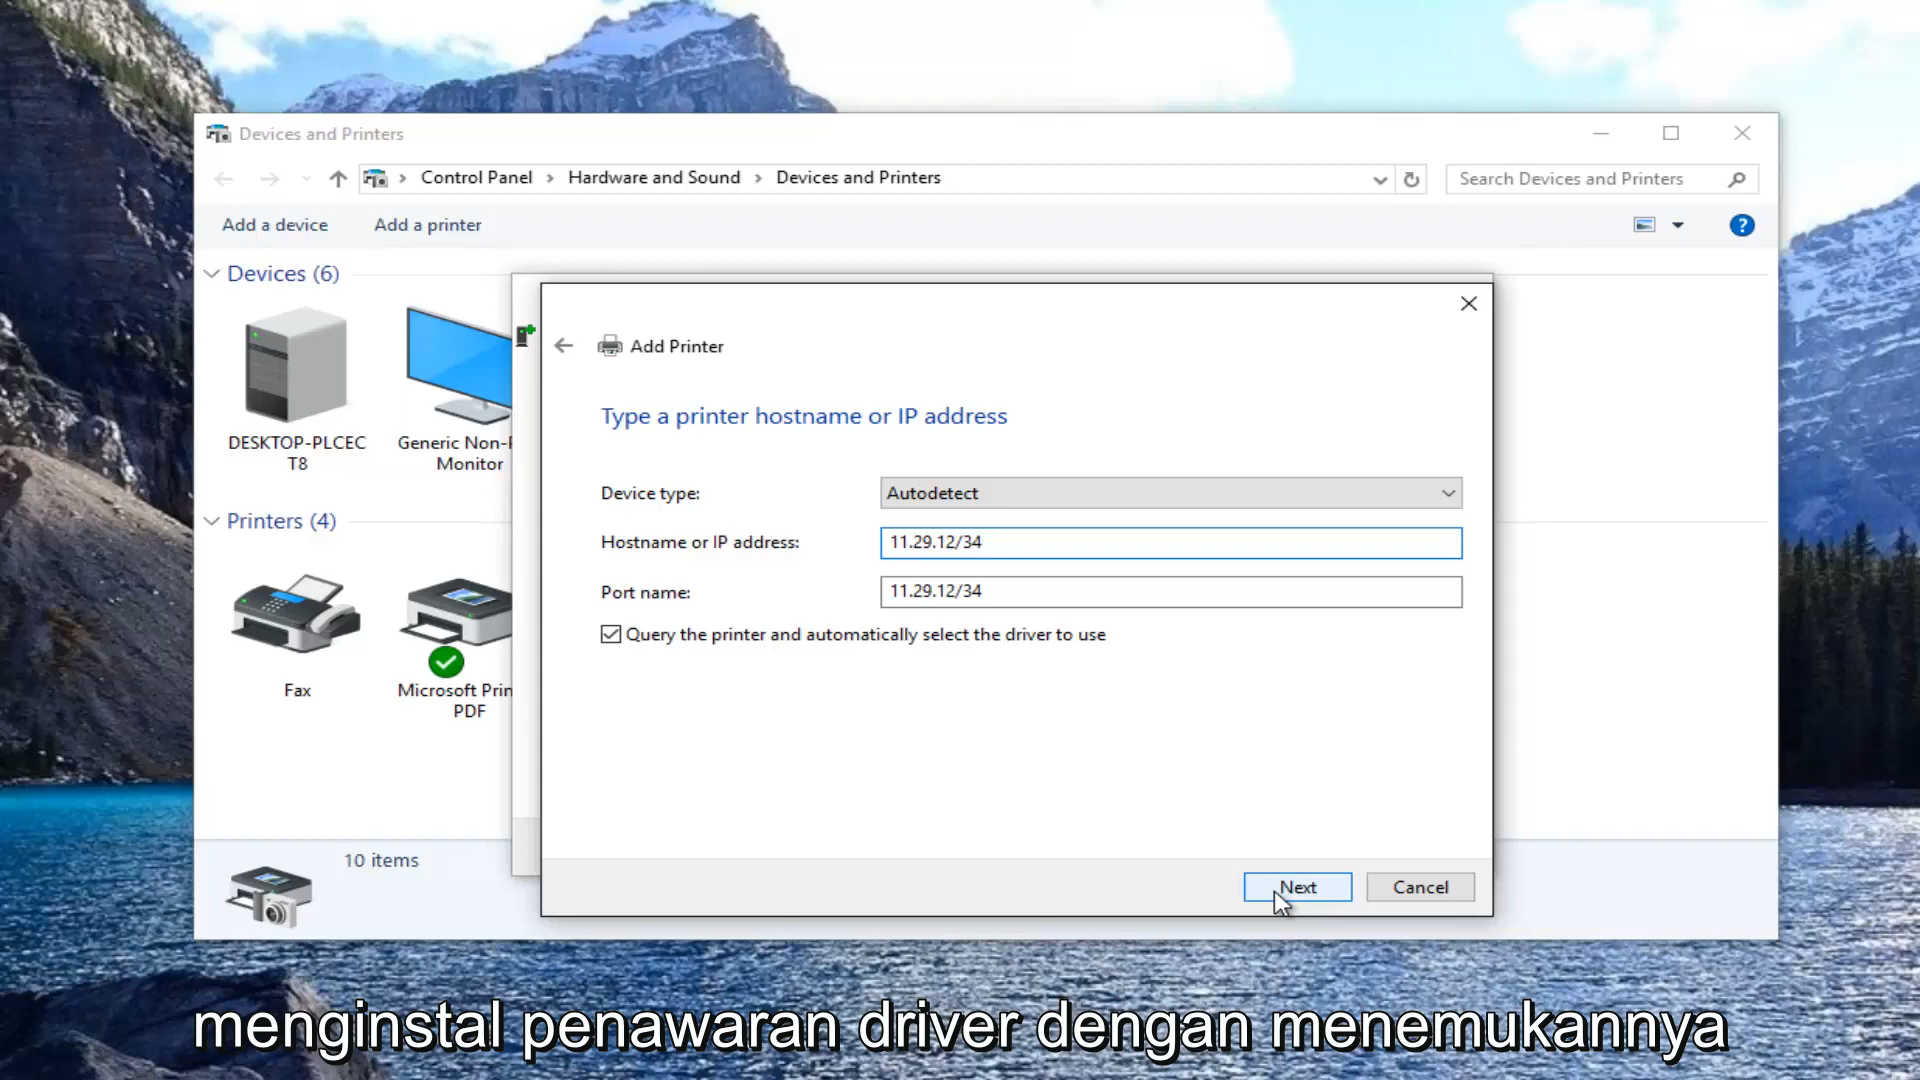 Devices and Printers
Control Panel > Hardware and Sound > Devices and Printers
Search Devices and Printers
Add a device
Add a printer
?
Devices (6)
DESKTOP-PLCEC
T8
Generic Non-P
Monitor
Printers (4)
Fax
Microsoft Prin
PDF
10 items
Add Printer
Type a printer hostname or IP address
Device type:
Autodetect
Hostname or IP address:
11.29.12/34
Port name:
11.29.12/34
Query the printer and automatically select the driver to use
Next
Cancel
menginstal penawaran driver dengan menemukannya